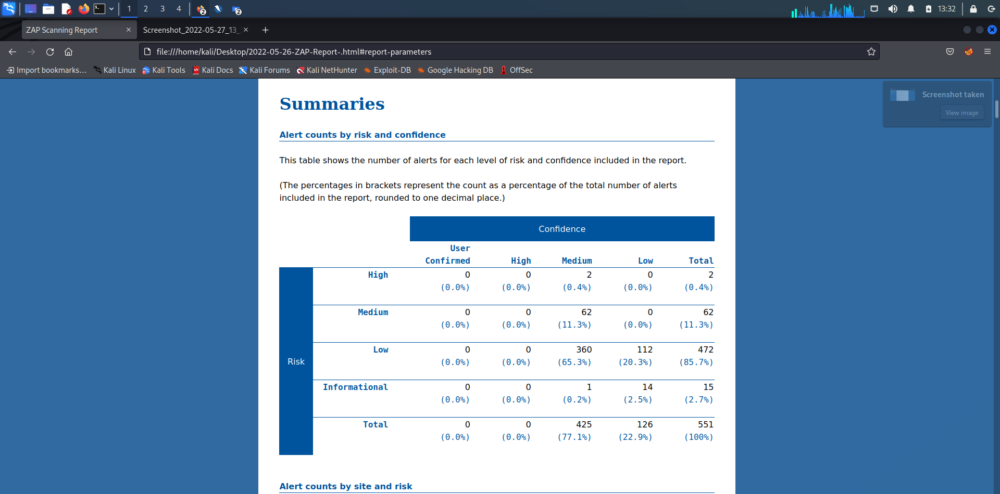 1 2 3 4 2 2 13:32
ZAP Scanning Report Screenshot_2022-05-27_13_
file:///home/kali/Desktop/2022-05-26-ZAP-Report-.html#report-parameters
Import bookmarks... Kali Linux Kali Tools Kali Docs Kali Forums Kali NetHunter Exploit-DB Google Hacking DB OffSec
Screenshot taken
View image
Summaries
Alert counts by risk and confidence
This table shows the number of alerts for each level of risk and confidence included in the report.
(The percentages in brackets represent the count as a percentage of the total number of alerts
included in the report, rounded to one decimal place.)
Confidence
User
Confirmed High Medium Low Total
High 0 0 2 0 2
(0.0%) (0.0%) (0.4%) (0.0%) (0.4%)
Medium 0 0 62 0 62
(0.0%) (0.0%) (11.3%) (0.0%) (11.3%)
Low 0 0 360 112 472
Risk (0.0%) (0.0%) (65.3%) (20.3%) (85.7%)
Informational 0 0 1 14 15
(0.0%) (0.0%) (0.2%) (2.5%) (2.7%)
Total 0 0 425 126 551
(0.0%) (0.0%) (77.1%) (22.9%) (100%)
Alert counts by site and risk